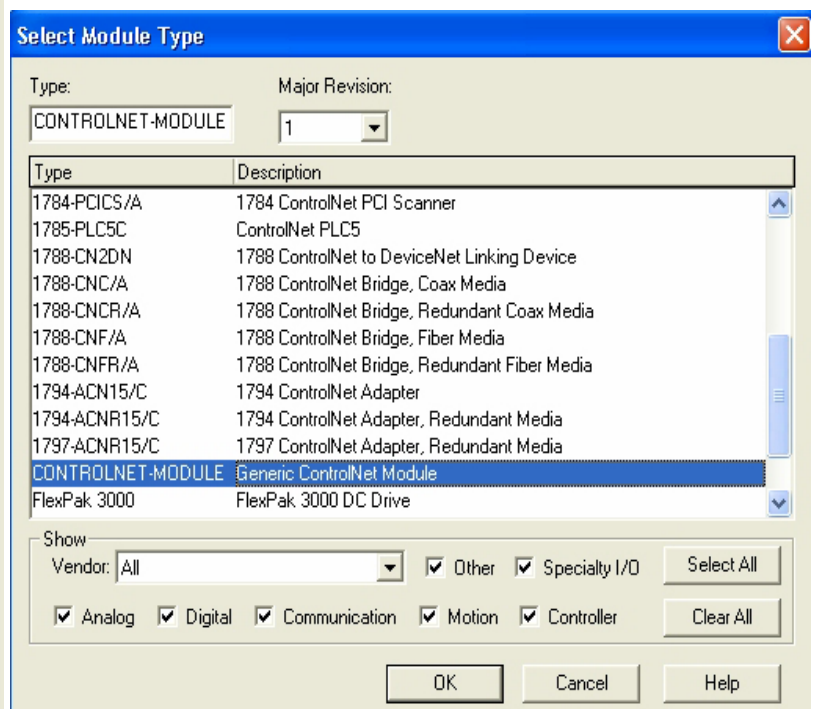 Select Module Type
Type: Major Revision:
CONTROLNET-MODULE 1
Type Description
1784-PCICS/A 1784 ControlNet PCI Scanner
1785-PLC5C ControlNet PLC5
1788-CN2DN 1788 ControlNet to DeviceNet Linking Device
1788-CNC/A 1788 ControlNet Bridge, Coax Media
1788-CNCR/A 1788 ControlNet Bridge, Redundant Coax Media
1788-CNF/A 1788 ControlNet Bridge, Fiber Media
1788-CNFR/A 1788 ControlNet Bridge, Redundant Fiber Media
1794-ACN15/C 1794 ControlNet Adapter
1794-ACNR15/C 1794 ControlNet Adapter, Redundant Media
1797-ACNR15/C 1797 ControlNet Adapter, Redundant Media
CONTROLNET-MODULE Generic ControlNet Module
FlexPak 3000 FlexPak 3000 DC Drive
Show
Vendor: All Other Specialty I/O Select All
Analog Digital Communication Motion Controller Clear All
OK Cancel Help